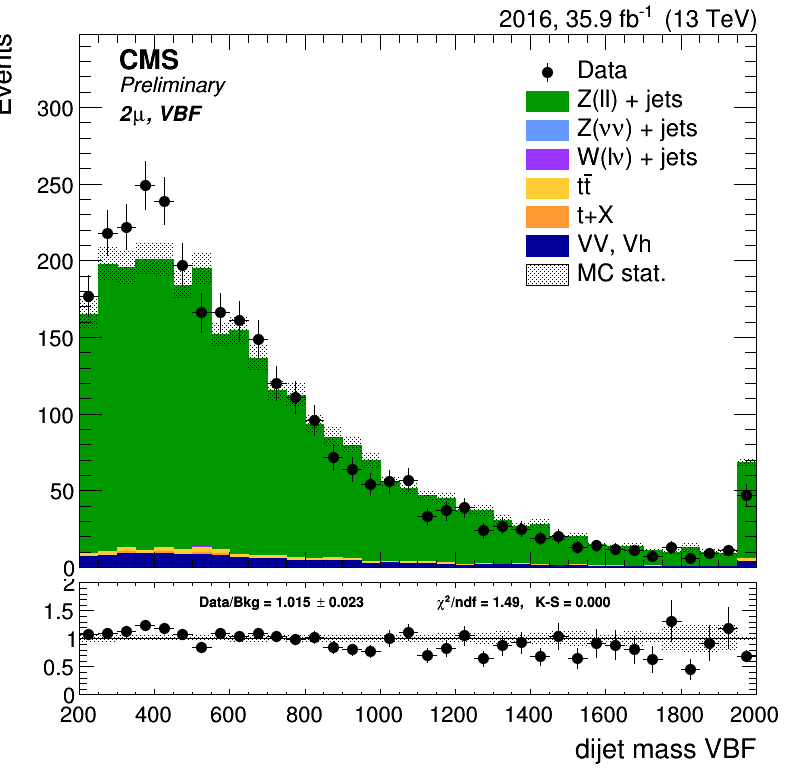 2016, 35.9 fb⁻¹ (13 TeV)
Events
CMS
Preliminary
2μ, VBF
Data
Z(ll) + jets
Z(νν) + jets
W(lν) + jets
tt̄
t+X
VV, Vh
MC stat.
300
250
200
150
100
50
0
2
1.5
1
0.5
0
Data/Bkg = 1.015 ± 0.023
χ²/ndf = 1.49, K-S = 0.000
200 400 600 800 1000 1200 1400 1600 1800 2000
dijet mass VBF